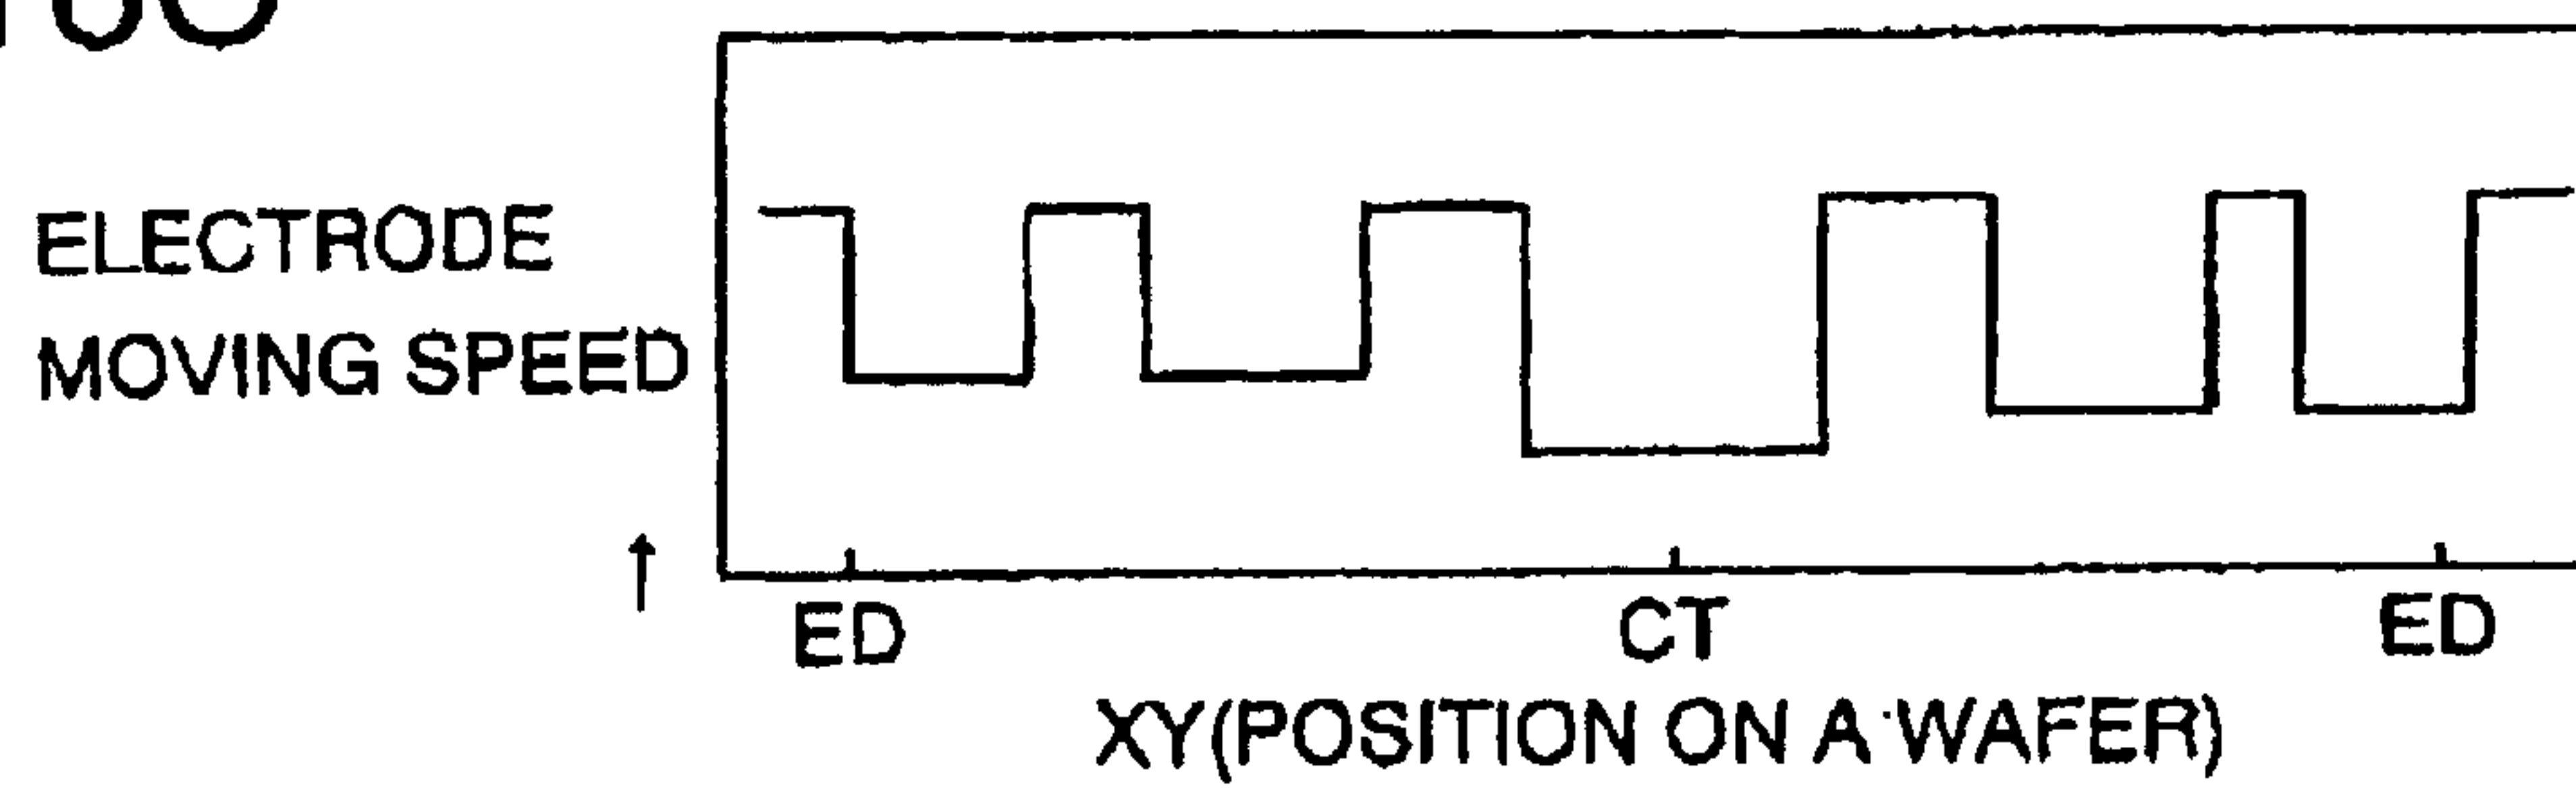 ELECTRODE
MOVING SPEED
↑
ED CT ED
XY(POSITION ON A WAFER)